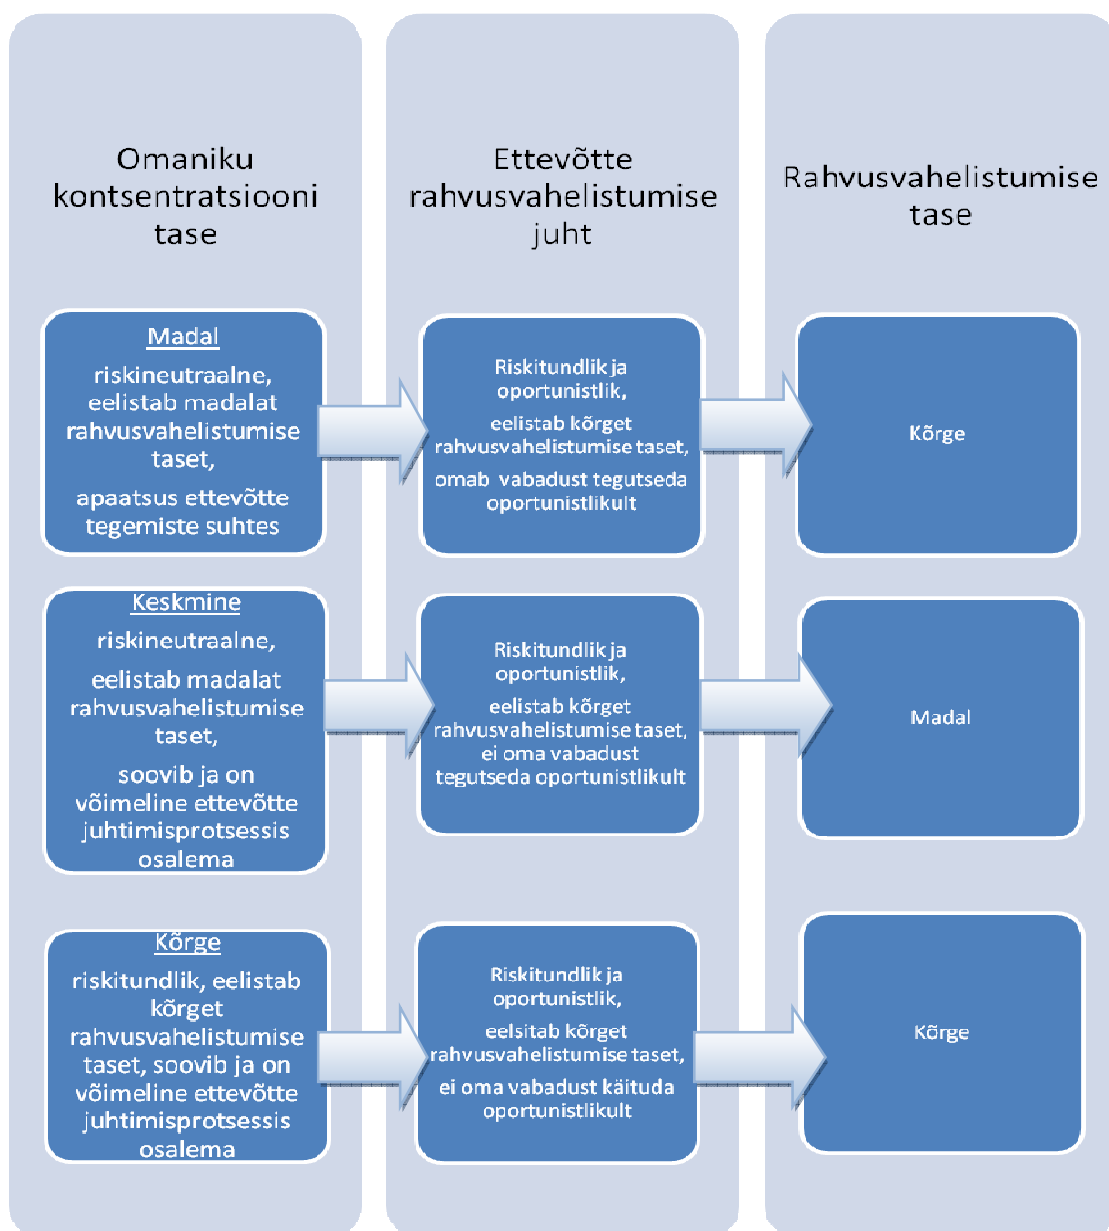 Omaniku
kontsentratsiooni
tase
Ettevõtte
rahvusvahelistumise
juht
Rahvusvahelistumise
tase
Madal
riskineutraalne,
eelistab madalat
rahvusvahelistumise
taset,
apaatsus ettevõtte
tegemiste suhtes
Riskitundlik ja
oportunistlik,
eelistab kõrget
rahvusvahelistumise taset,
omab vabadust tegutseda
oportunistlikult
Kõrge
Keskmine
riskineutraalne,
eelistab madalat
rahvusvahelistumise
taset,
soovib ja on
võimeline ettevõtte
juhtimisprotsessis
osalema
Riskitundlik ja
oportunistlik,
eelistab kõrget
rahvusvahelistumise taset,
ei oma vabadust
tegutseda oportunistlikult
Madal
Kõrge
riskitundlik, eelistab
kõrget
rahvusvahelistumise
taset, soovib ja on
võimeline ettevõtte
juhtimisprotsessis
osalema
Riskitundlik ja
oportunistlik,
eelsitab kõrget
rahvusvahelistumise taset,
ei oma vabadust käituda
oportunistlikult
Kõrge